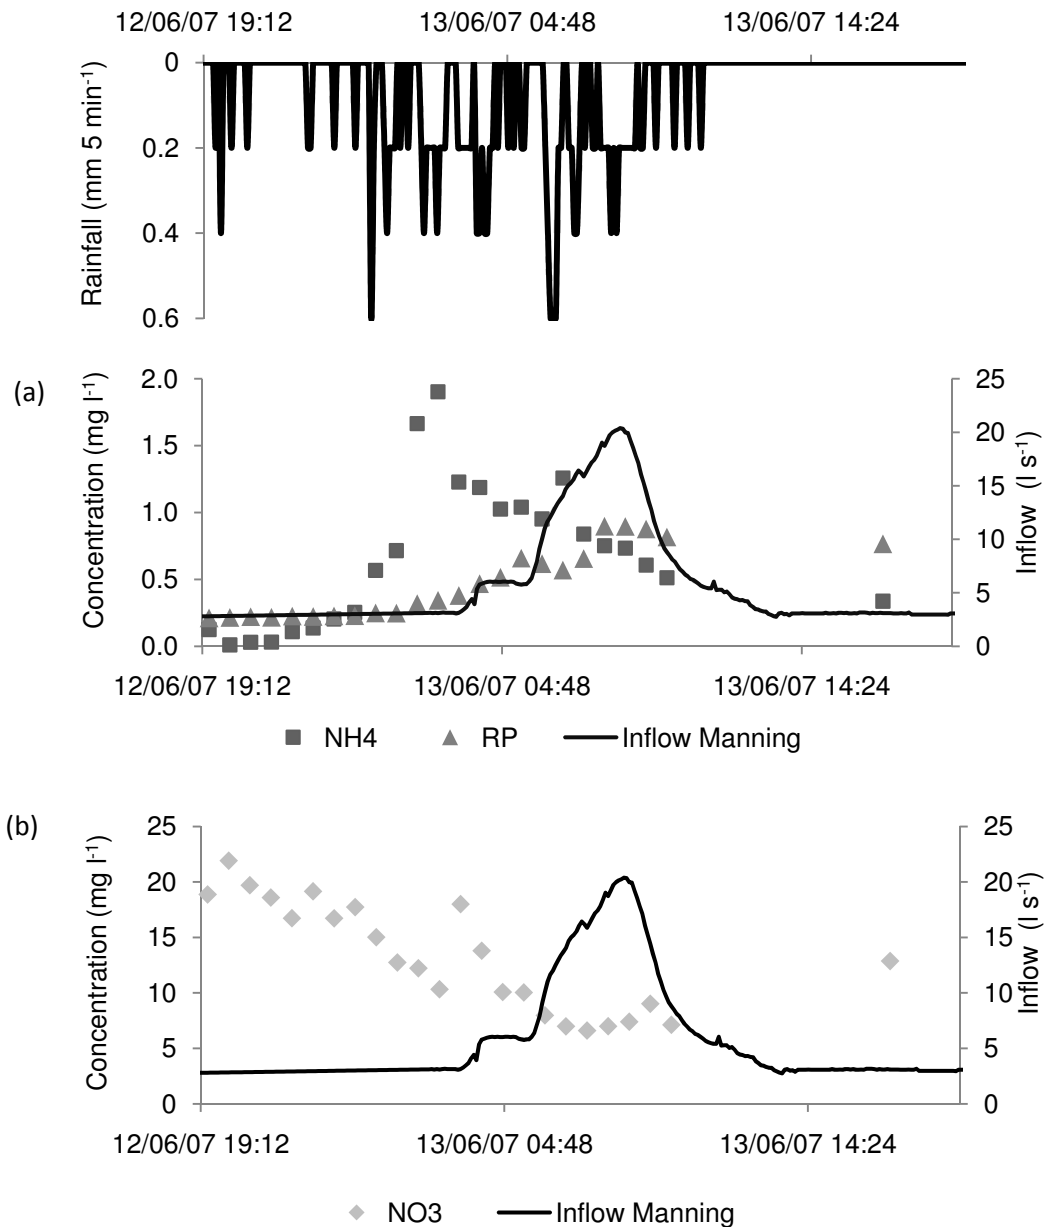 12/06/07 19:12 13/06/07 04:48 13/06/07 14:24
Rainfall (mm 5 min-1)
0
0.2
0.4
0.6
(a)
Concentration (mg l-1)
2.0
1.5
1.0
0.5
0.0
25
20
15
10
5
0
Inflow (l s-1)
12/06/07 19:12 13/06/07 04:48 13/06/07 14:24
NH4 RP Inflow Manning
(b)
Concentration (mg l-1)
25
20
15
10
5
0
25
20
15
10
5
0
Inflow (l s-1)
12/06/07 19:12 13/06/07 04:48 13/06/07 14:24
NO3 Inflow Manning